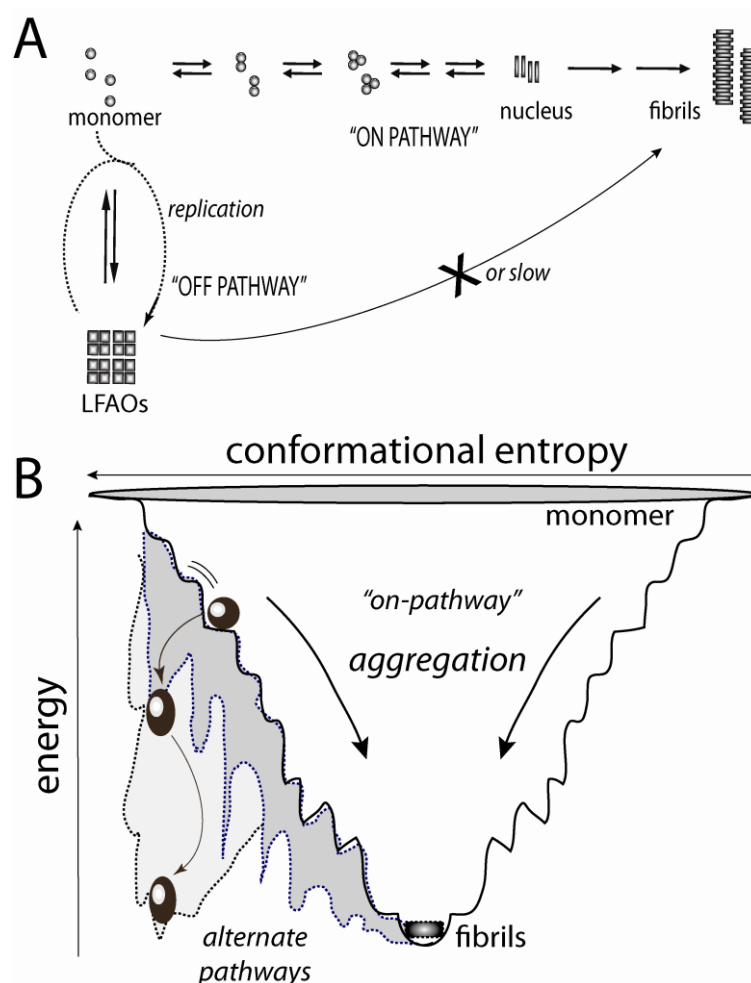 A
monomer
nucleus
fibrils
"ON PATHWAY"
replication
"OFF PATHWAY"
or slow
LFAOs
conformational entropy
B
monomer
"on-pathway"
aggregation
energy
fibrils
alternate
pathways